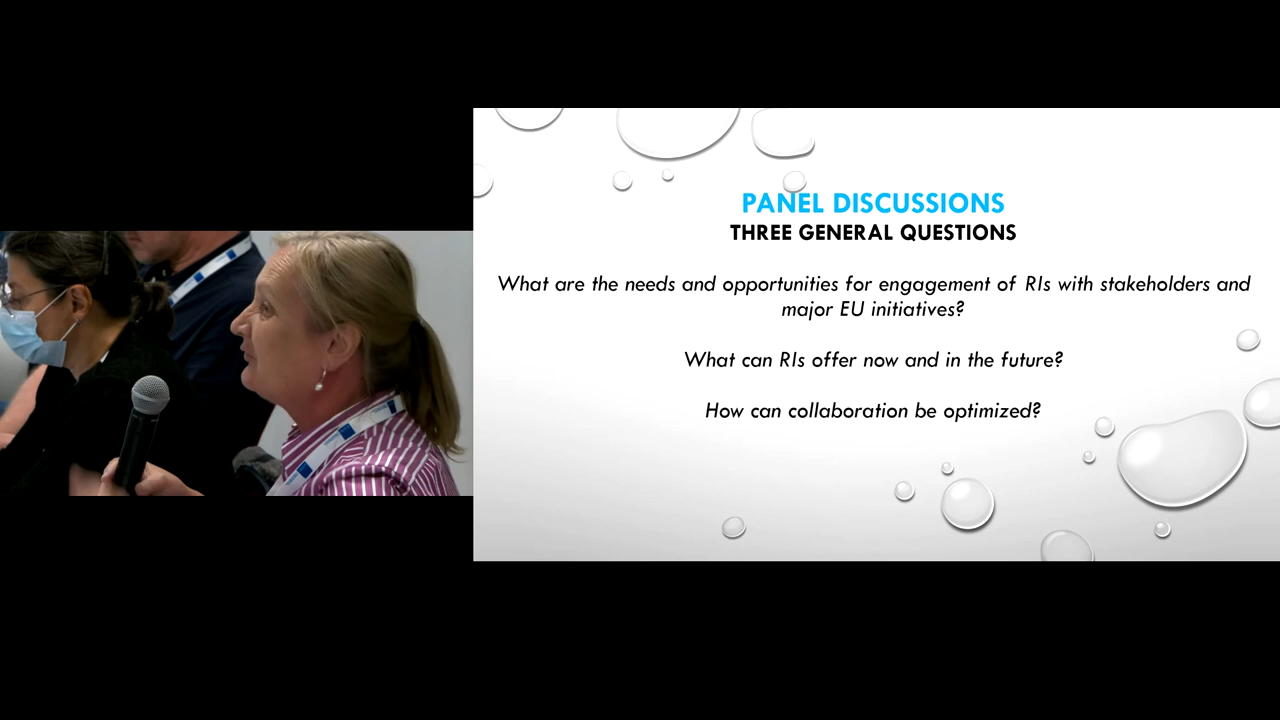 PANEL DISCUSSIONS
THREE GENERAL QUESTIONS
What are the needs and opportunities for engagement of RIs with stakeholders and
major EU initiatives?
What can RIs offer now and in the future?
How can collaboration be optimized?